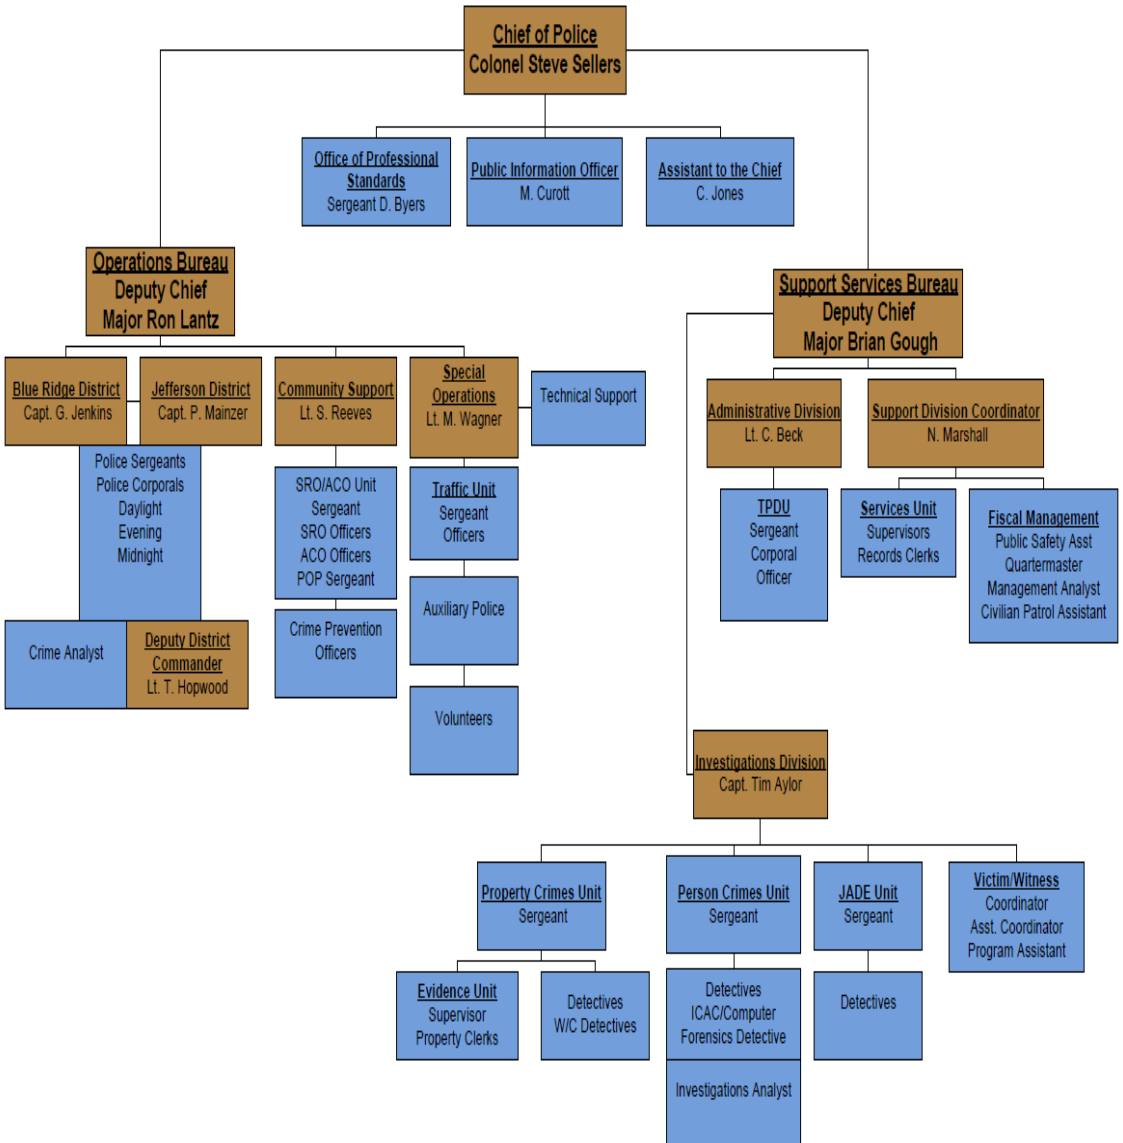 Chief of Police
Colonel Steve Sellers
Office of Professional
Standards
Sergeant D. Byers
Public Information Officer
M. Curott
Assistant to the Chief
C. Jones
Operations Bureau
Deputy Chief
Major Ron Lantz
Support Services Bureau
Deputy Chief
Major Brian Gough
Blue Ridge District
Capt. G. Jenkins
Jefferson District
Capt. P. Mainzer
Community Support
Lt. S. Reeves
Special
Operations
Lt. M. Wagner
Technical Support
Administrative Division
Lt. C. Beck
Support Division Coordinator
N. Marshall
Police Sergeants
Police Corporals
Daylight
Evening
Midnight
SRO/ACO Unit
Sergeant
SRO Officers
ACO Officers
POP Sergeant
Traffic Unit
Sergeant
Officers
TPDU
Sergeant
Corporal
Officer
Services Unit
Supervisors
Records Clerks
Fiscal Management
Public Safety Asst
Quartermaster
Management Analyst
Civilian Patrol Assistant
Auxiliary Police
Crime Analyst
Deputy District
Commander
Lt. T. Hopwood
Crime Prevention
Officers
Volunteers
Investigations Division
Capt. Tim Aylor
Property Crimes Unit
Sergeant
Person Crimes Unit
Sergeant
JADE Unit
Sergeant
Victim/Witness
Coordinator
Asst. Coordinator
Program Assistant
Evidence Unit
Supervisor
Property Clerks
Detectives
W/C Detectives
Detectives
ICAC/Computer
Forensics Detective
Detectives
Investigations Analyst